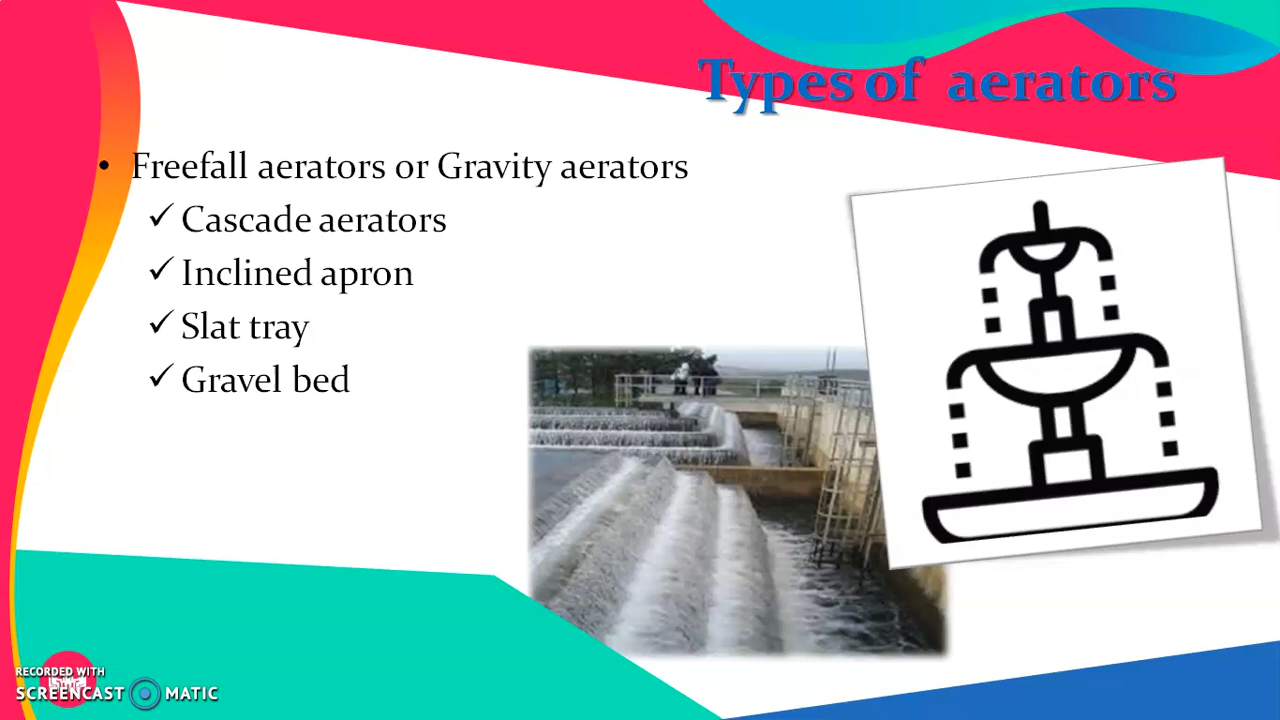 Types of aerators
• Freefall aerators or Gravity aerators
✓ Cascade aerators
✓ Inclined apron
✓ Slat tray
✓ Gravel bed
RECORDED WITH
SCREENCAST MATIC